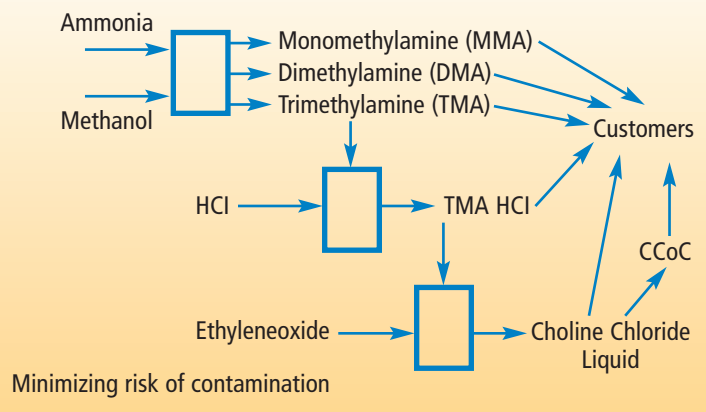 Ammonia
Methanol
Monomethylamine (MMA)
Dimethylamine (DMA)
Trimethylamine (TMA)
Customers
HCl
TMA HCl
CCoC
Ethyleneoxide
Choline Chloride
Liquid
Minimizing risk of contamination